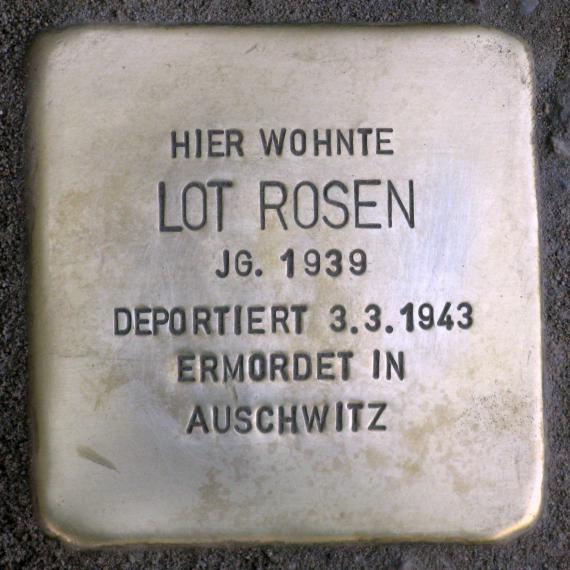 HIER WOHNTE
LOT ROSEN
JG. 1939
DEPORTIERT 3.3.1943
ERMORDET IN
AUSCHWITZ